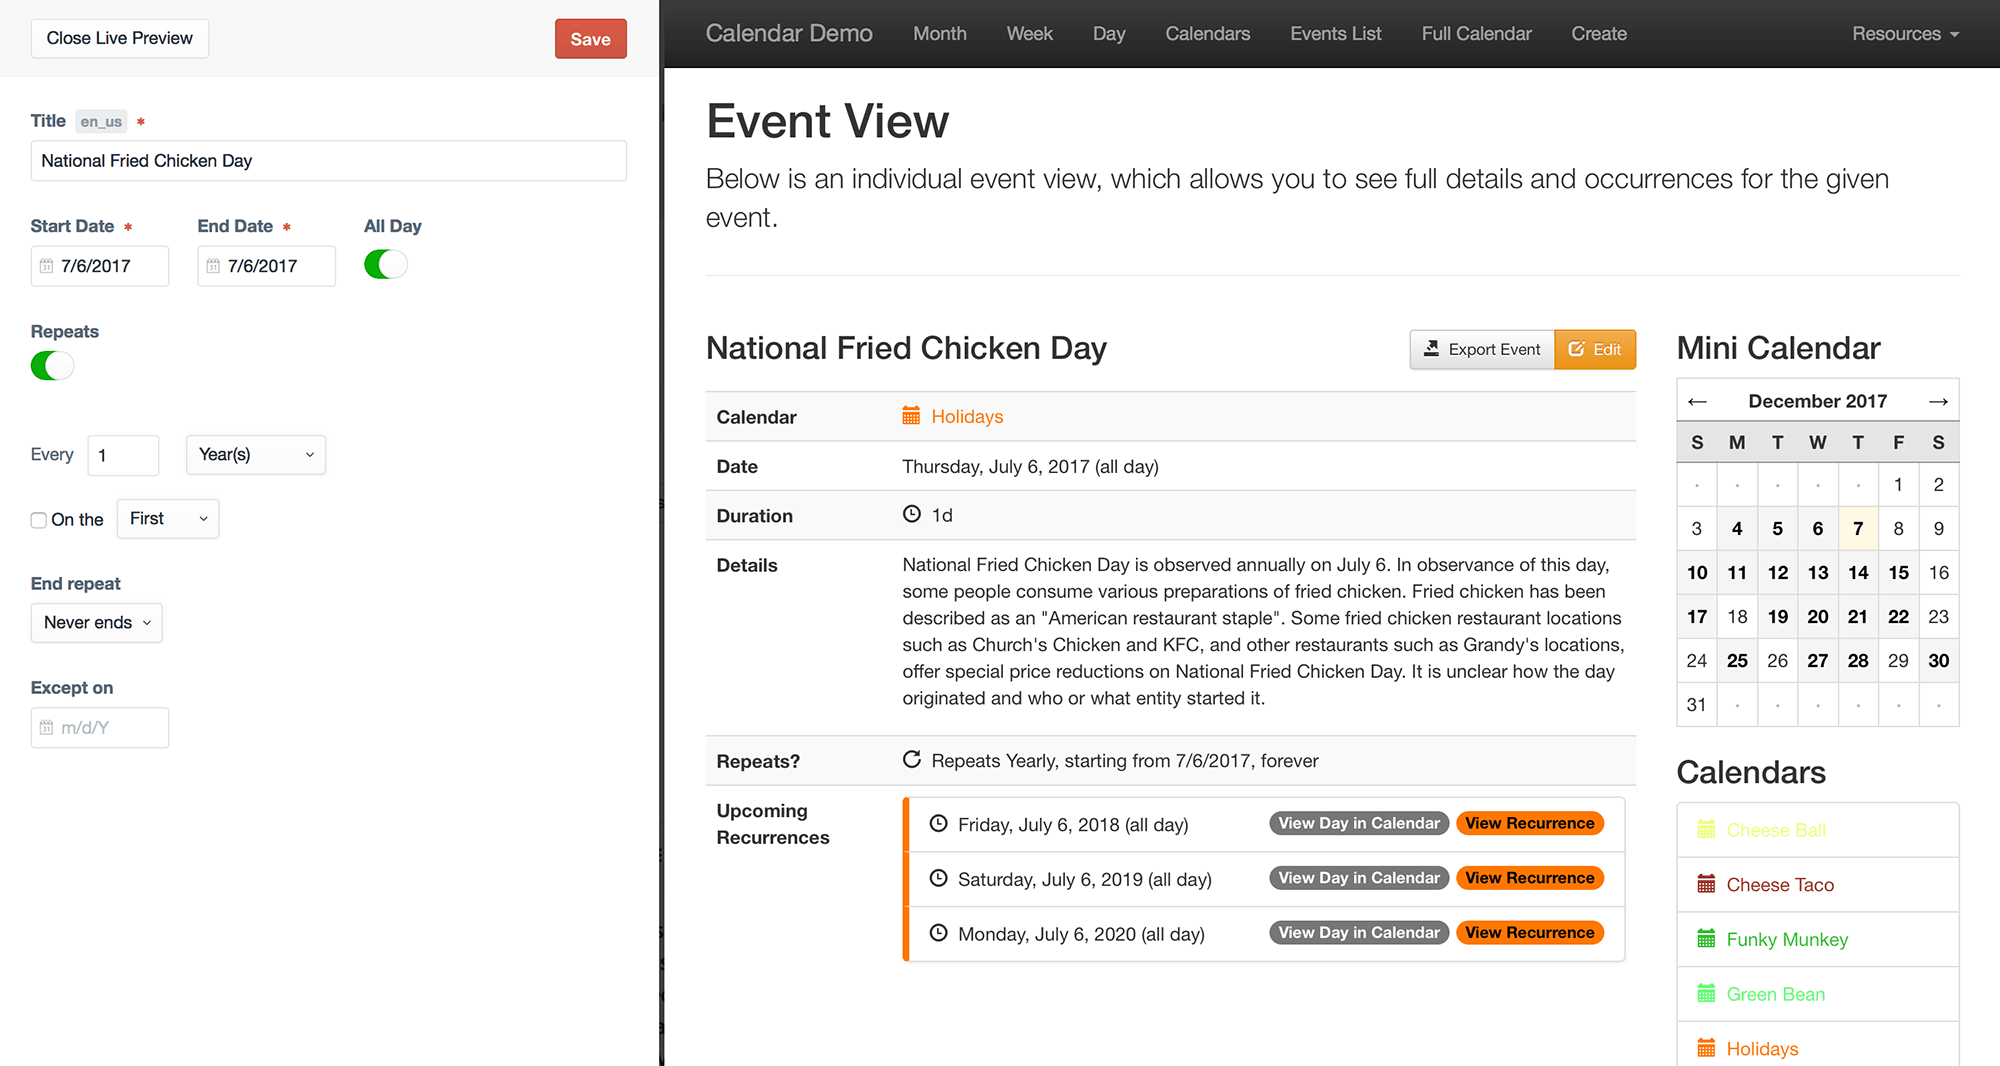 Close Live Preview
Save
Title en_us *
National Fried Chicken Day
Start Date * End Date * All Day
7/6/2017 7/6/2017
Repeats
Every 1 Year(s)
On the First
End repeat
Never ends
Except on
m/d/Y
Calendar Demo Month Week Day Calendars Events List Full Calendar Create Resources
Event View
Below is an individual event view, which allows you to see full details and occurrences for the given
event.
National Fried Chicken Day
Export Event Edit
Calendar Holidays
Date Thursday, July 6, 2017 (all day)
Duration 1d
Details National Fried Chicken Day is observed annually on July 6. In observance of this day,
some people consume various preparations of fried chicken. Fried chicken has been
described as an "American restaurant staple". Some fried chicken restaurant locations
such as Church's Chicken and KFC, and other restaurants such as Grandy's locations,
offer special price reductions on National Fried Chicken Day. It is unclear how the day
originated and who or what entity started it.
Repeats? Repeats Yearly, starting from 7/6/2017, forever
Upcoming
Recurrences
Friday, July 6, 2018 (all day) View Day in Calendar View Recurrence
Saturday, July 6, 2019 (all day) View Day in Calendar View Recurrence
Monday, July 6, 2020 (all day) View Day in Calendar View Recurrence
Mini Calendar
← December 2017 →
S M T W T F S
· · · · · 1 2
3 4 5 6 7 8 9
10 11 12 13 14 15 16
17 18 19 20 21 22 23
24 25 26 27 28 29 30
31 · · · · · ·
Calendars
Cheese Ball
Cheese Taco
Funky Munkey
Green Bean
Holidays